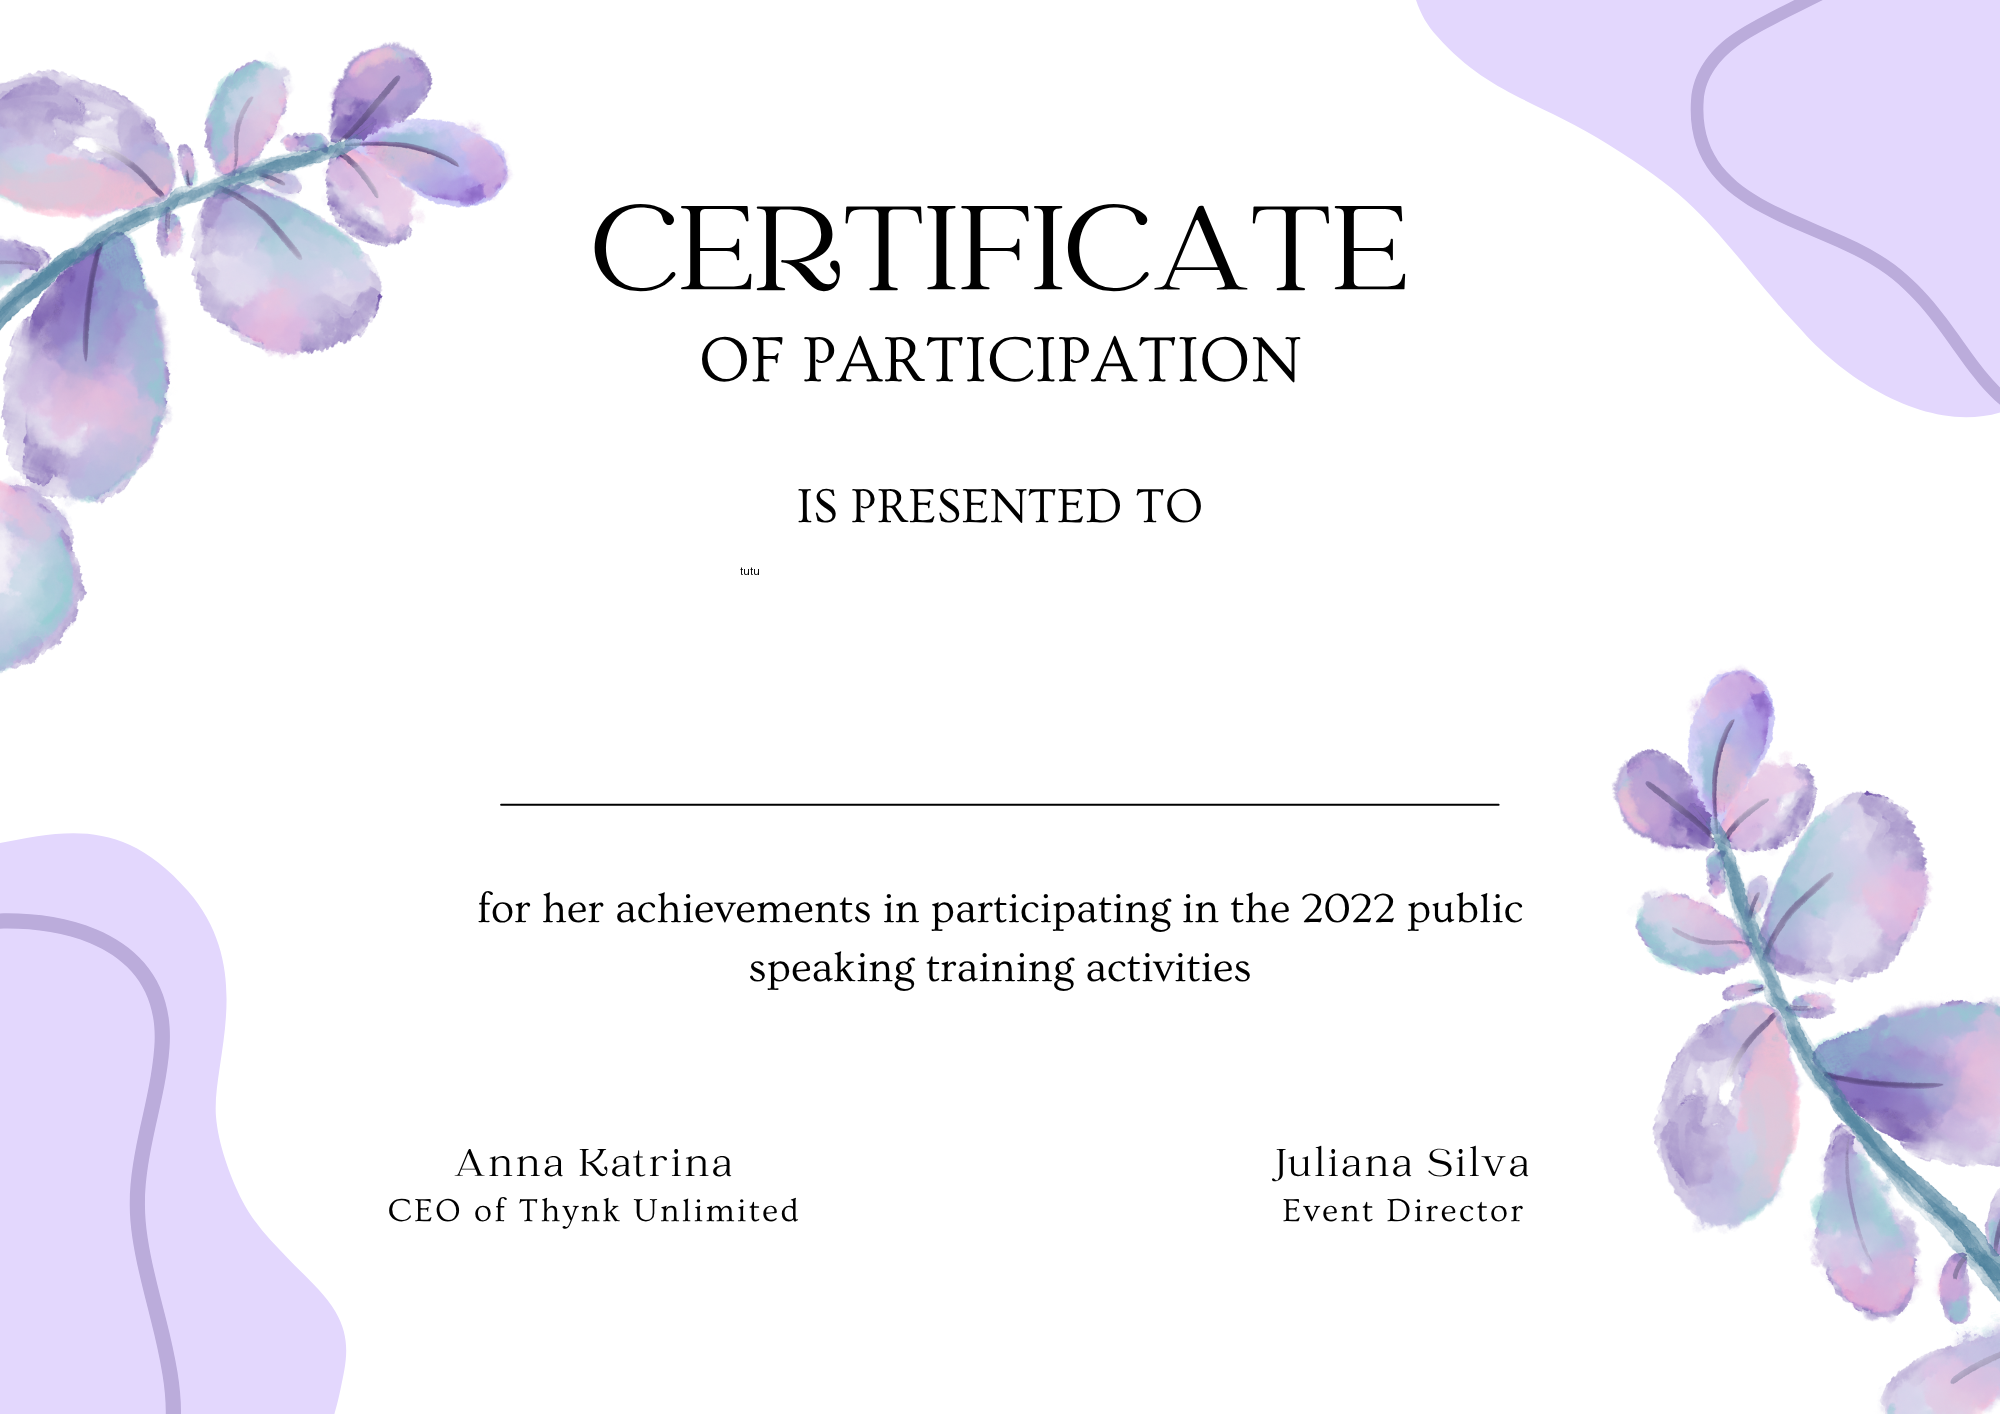 CERTIFICATE
OF PARTICIPATION
IS PRESENTED TO
tutu
for her achievements in participating in the 2022 public
speaking training activities
Anna Katrina
CEO of Thynk Unlimited
Juliana Silva
Event Director